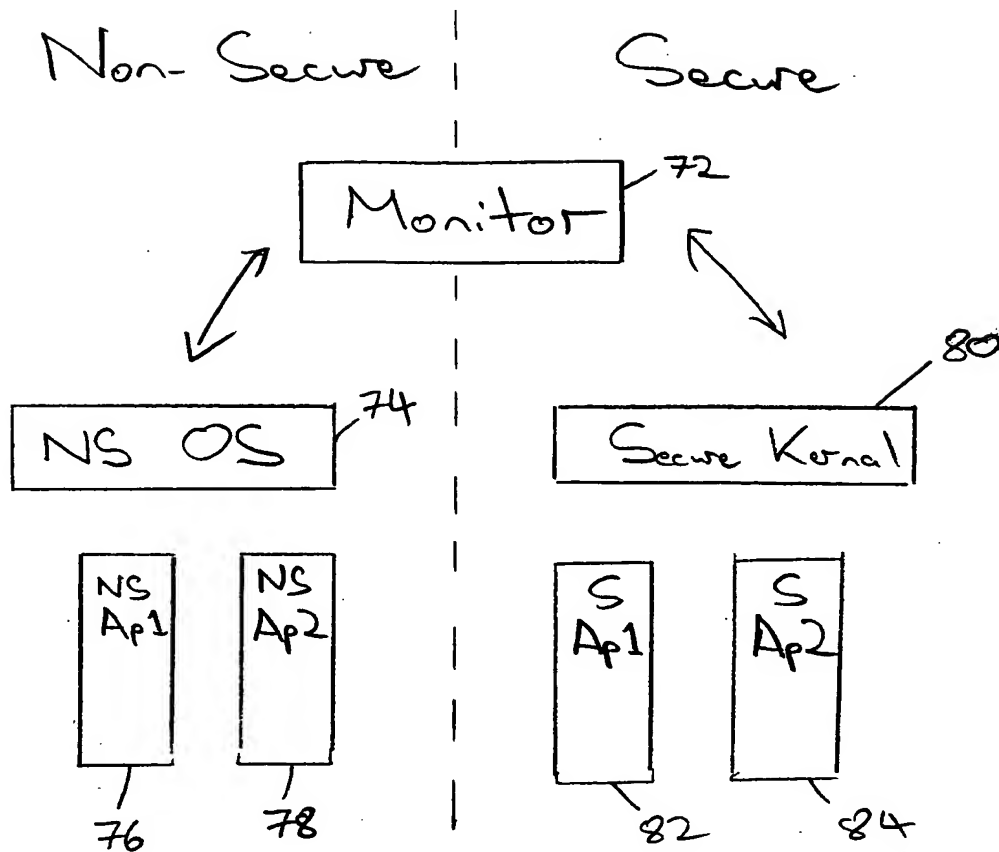 Non-Secure Secure
Monitor
72
NS OS
74
Secure Kernal
80
NS
Ap1
NS
Ap2
S
Ap1
S
Ap2
76
78
82
84